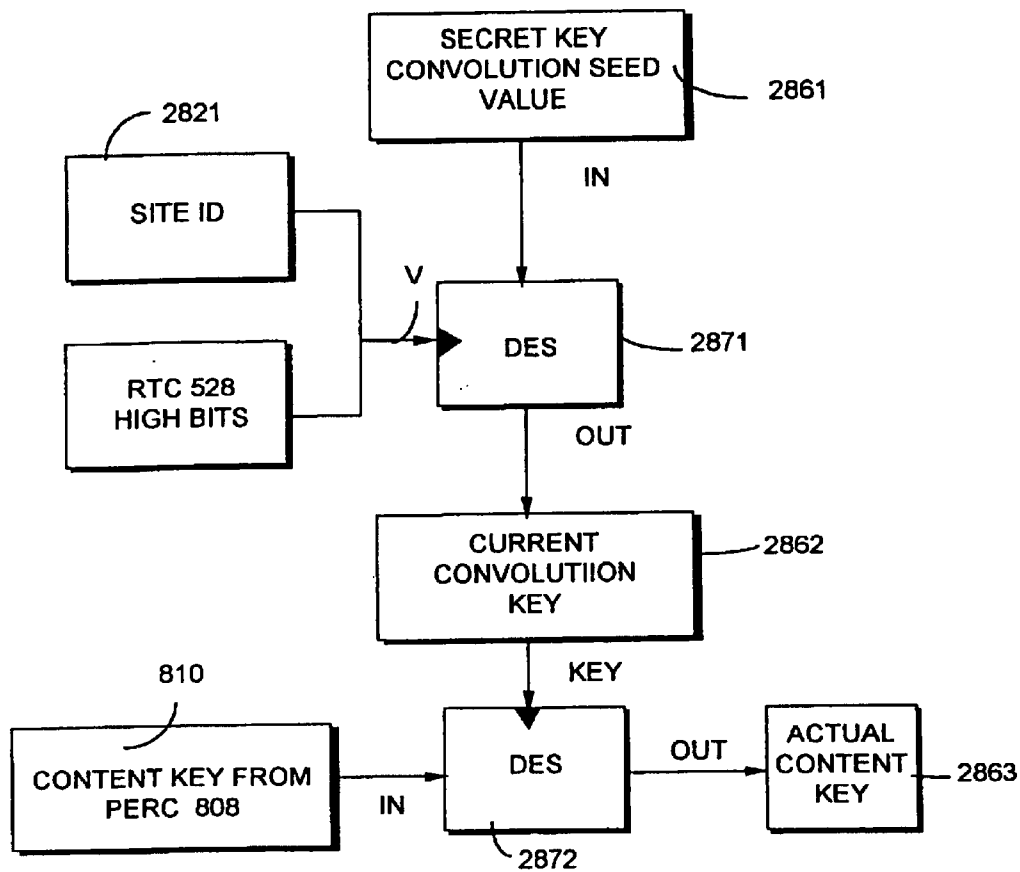 SECRET KEY
CONVOLUTION SEED
VALUE
2861
2821
IN
SITE ID
V
DES
2871
RTC 528
HIGH BITS
OUT
CURRENT
CONVOLUTIION
KEY
2862
KEY
810
CONTENT KEY FROM
PERC 808
IN
DES
OUT
ACTUAL
CONTENT
KEY
2863
2872